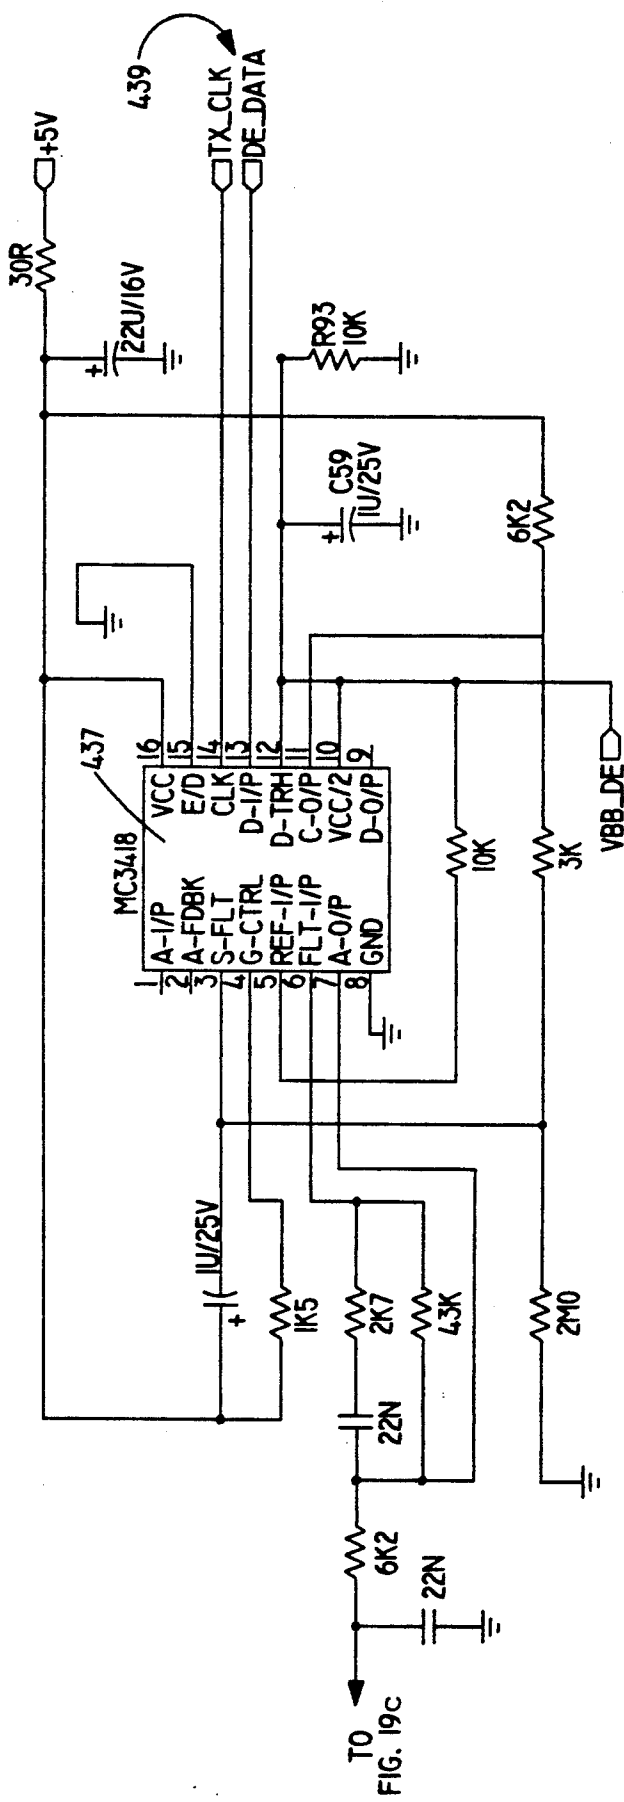 439
TX_CLK
DE_DATA
+5V
30R
22U/16V
R93
10K
C59
1U/25V
6K2
437
MC3418
16 VCC
15 E/D
14 CLK
13 D-I/P
12 D-TRH
11 C-O/P
10 VCC/2
9 D-O/P
1 A-I/P
2 A-FDBK
3 S-FLT
4 G-CTRL
5 REF-I/P
6 FLT-I/P
7 A-O/P
8 GND
VBB_DE
10K
3K
1U/25V
+
+
+
1K5
2K7
43K
2M0
22N
6K2
22N
TO
FIG. 19c